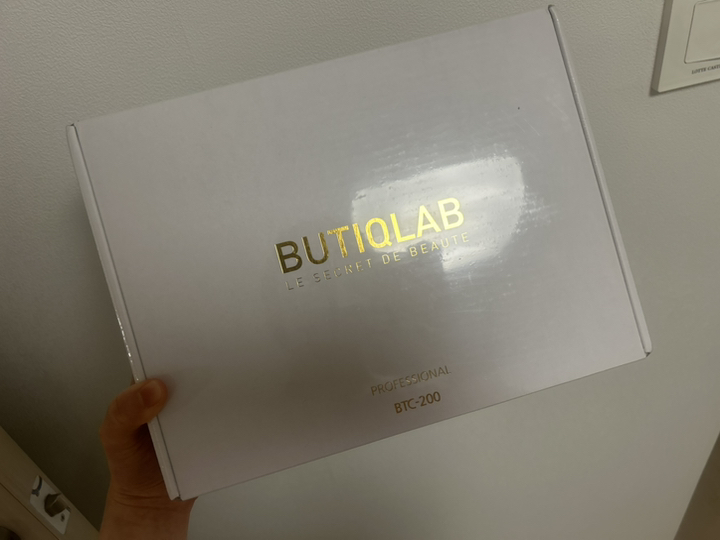 BUTIQLAB
LE SECRET DE BEAUTE
PROFESSIONAL
BTC-200